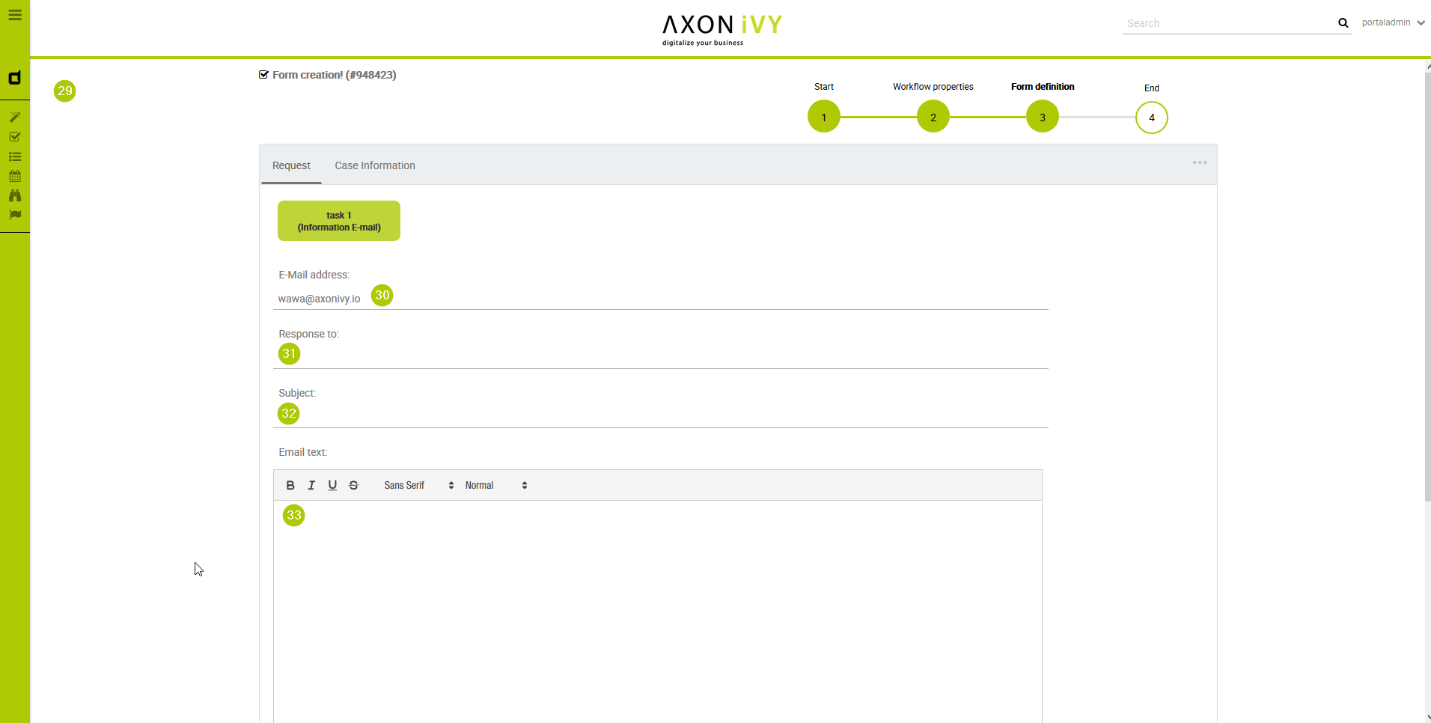 AXON iVY
digitalize your business
Search
portaladmin
29
Form creation! (#948423)
Start
Workflow properties
Form definition
End
1
2
3
4
Request
Case Information
task 1
(Information E-mail)
E-Mail address:
wawa@axonivy.io
30
Response to:
31
Subject:
32
Email text:
B I U S Sans Serif Normal
33